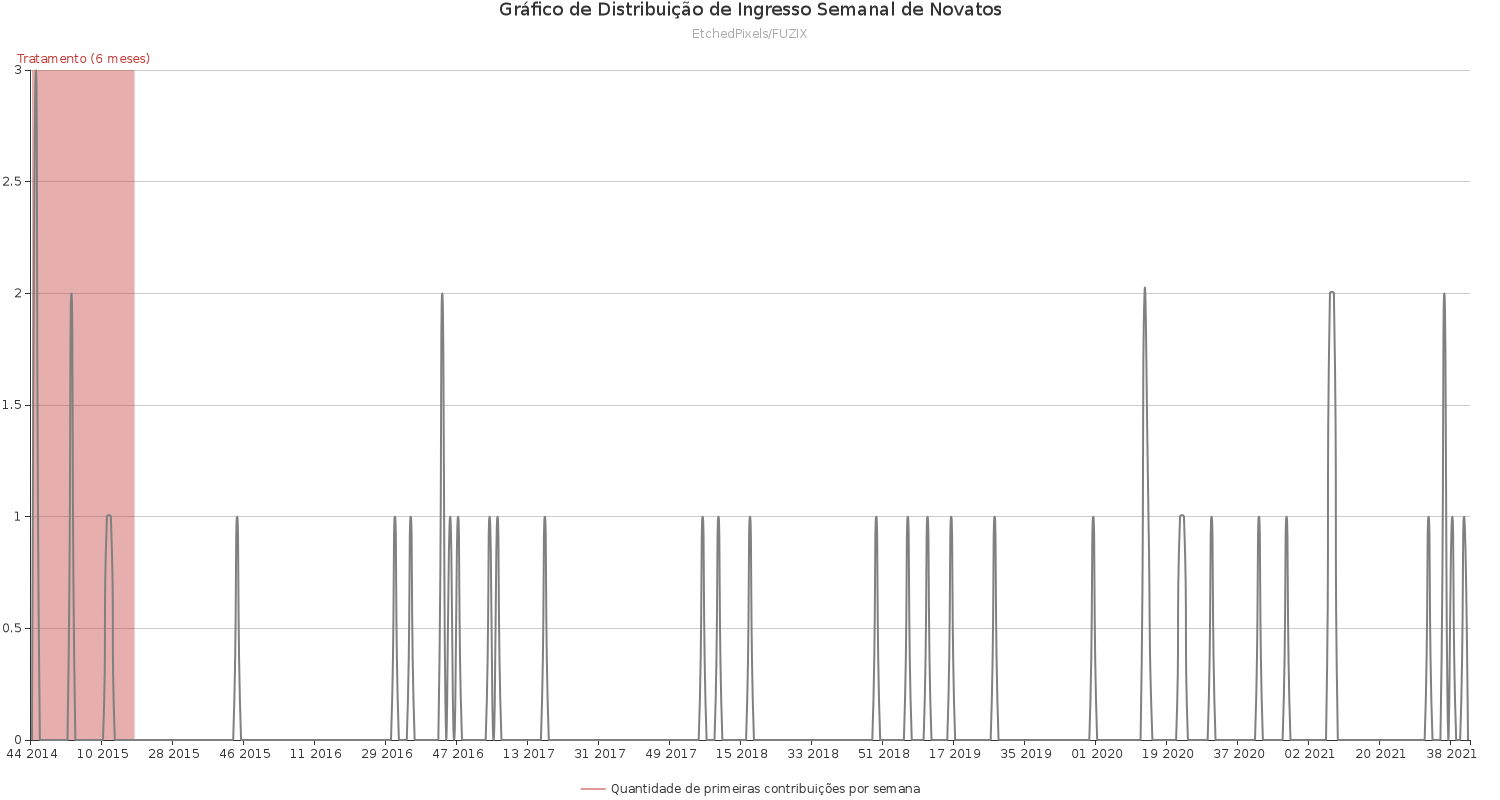 Gráfico de Distribuição de Ingresso Semanal de Novatos
EtchedPixels/FUZIX
Tratamento (6 meses)
3
2.5
2
1.5
1
0.5
0
44 2014 10 2015 28 2015 46 2015 11 2016 29 2016 47 2016 13 2017 31 2017 49 2017 15 2018 33 2018 51 2018 17 2019 35 2019 01 2020 19 2020 37 2020 02 2021 20 2021 38 2021
Quantidade de primeiras contribuições por semana